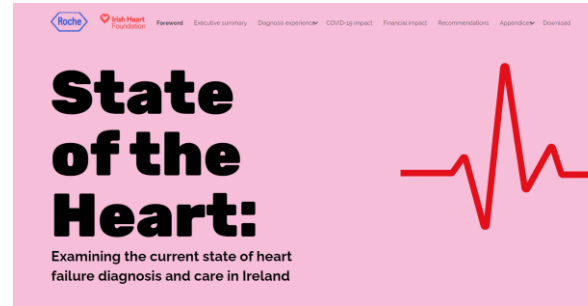 Roche Irish Heart Foreword Executive summary Diagnosis experience COVID-19 impact Financial impact Recommendations Appendices Download
Foundation
State
of the
Heart:
Examining the current state of heart
failure diagnosis and care in Ireland